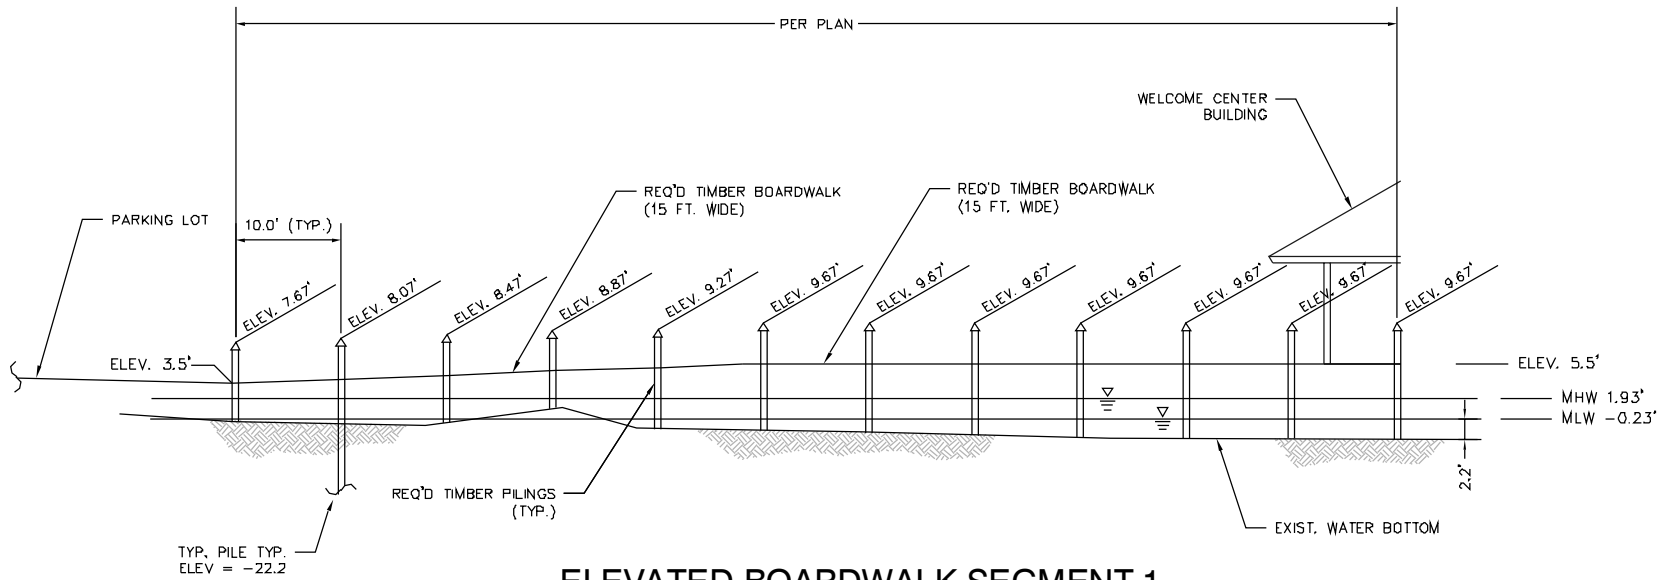 PER PLAN
WELCOME CENTER
BUILDING
REQ'D TIMBER BOARDWALK
(15 FT. WIDE)
REQ'D TIMBER BOARDWALK
(15 FT. WIDE)
PARKING LOT
10.0' (TYP.)
ELEV. 7.67'
ELEV. 8.07'
ELEV. 8.47'
ELEV. 8.87'
ELEV. 9.27'
ELEV. 9.67'
ELEV. 9.67'
ELEV. 9.67'
ELEV. 9.67'
ELEV. 9.67'
ELEV. 9.67'
ELEV. 9.67'
ELEV. 3.5'
ELEV. 5.5'
MHW 1.93'
MLW -0.23'
2.2'
REQ'D TIMBER PILINGS
(TYP.)
EXIST. WATER BOTTOM
TYP. PILE TYP.
ELEV = -22.2
ELEVATED BOARDWALK SEGMENT 1